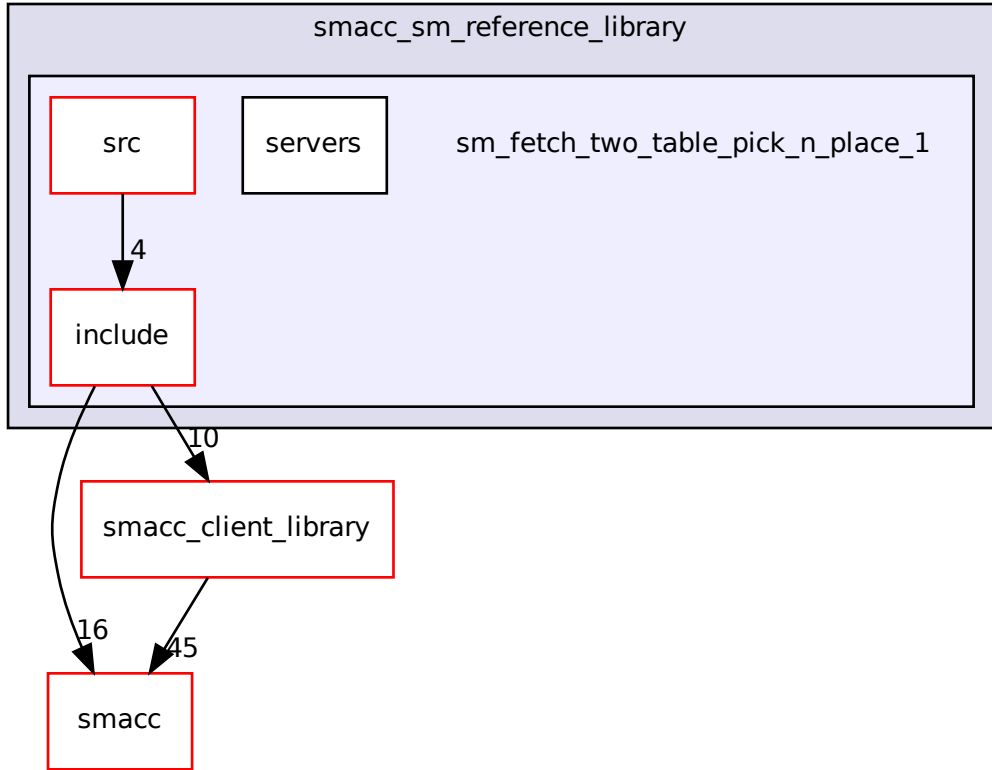 smacc_sm_reference_library
src
servers
sm_fetch_two_table_pick_n_place_1
4
include
10
smacc_client_library
16
45
smacc